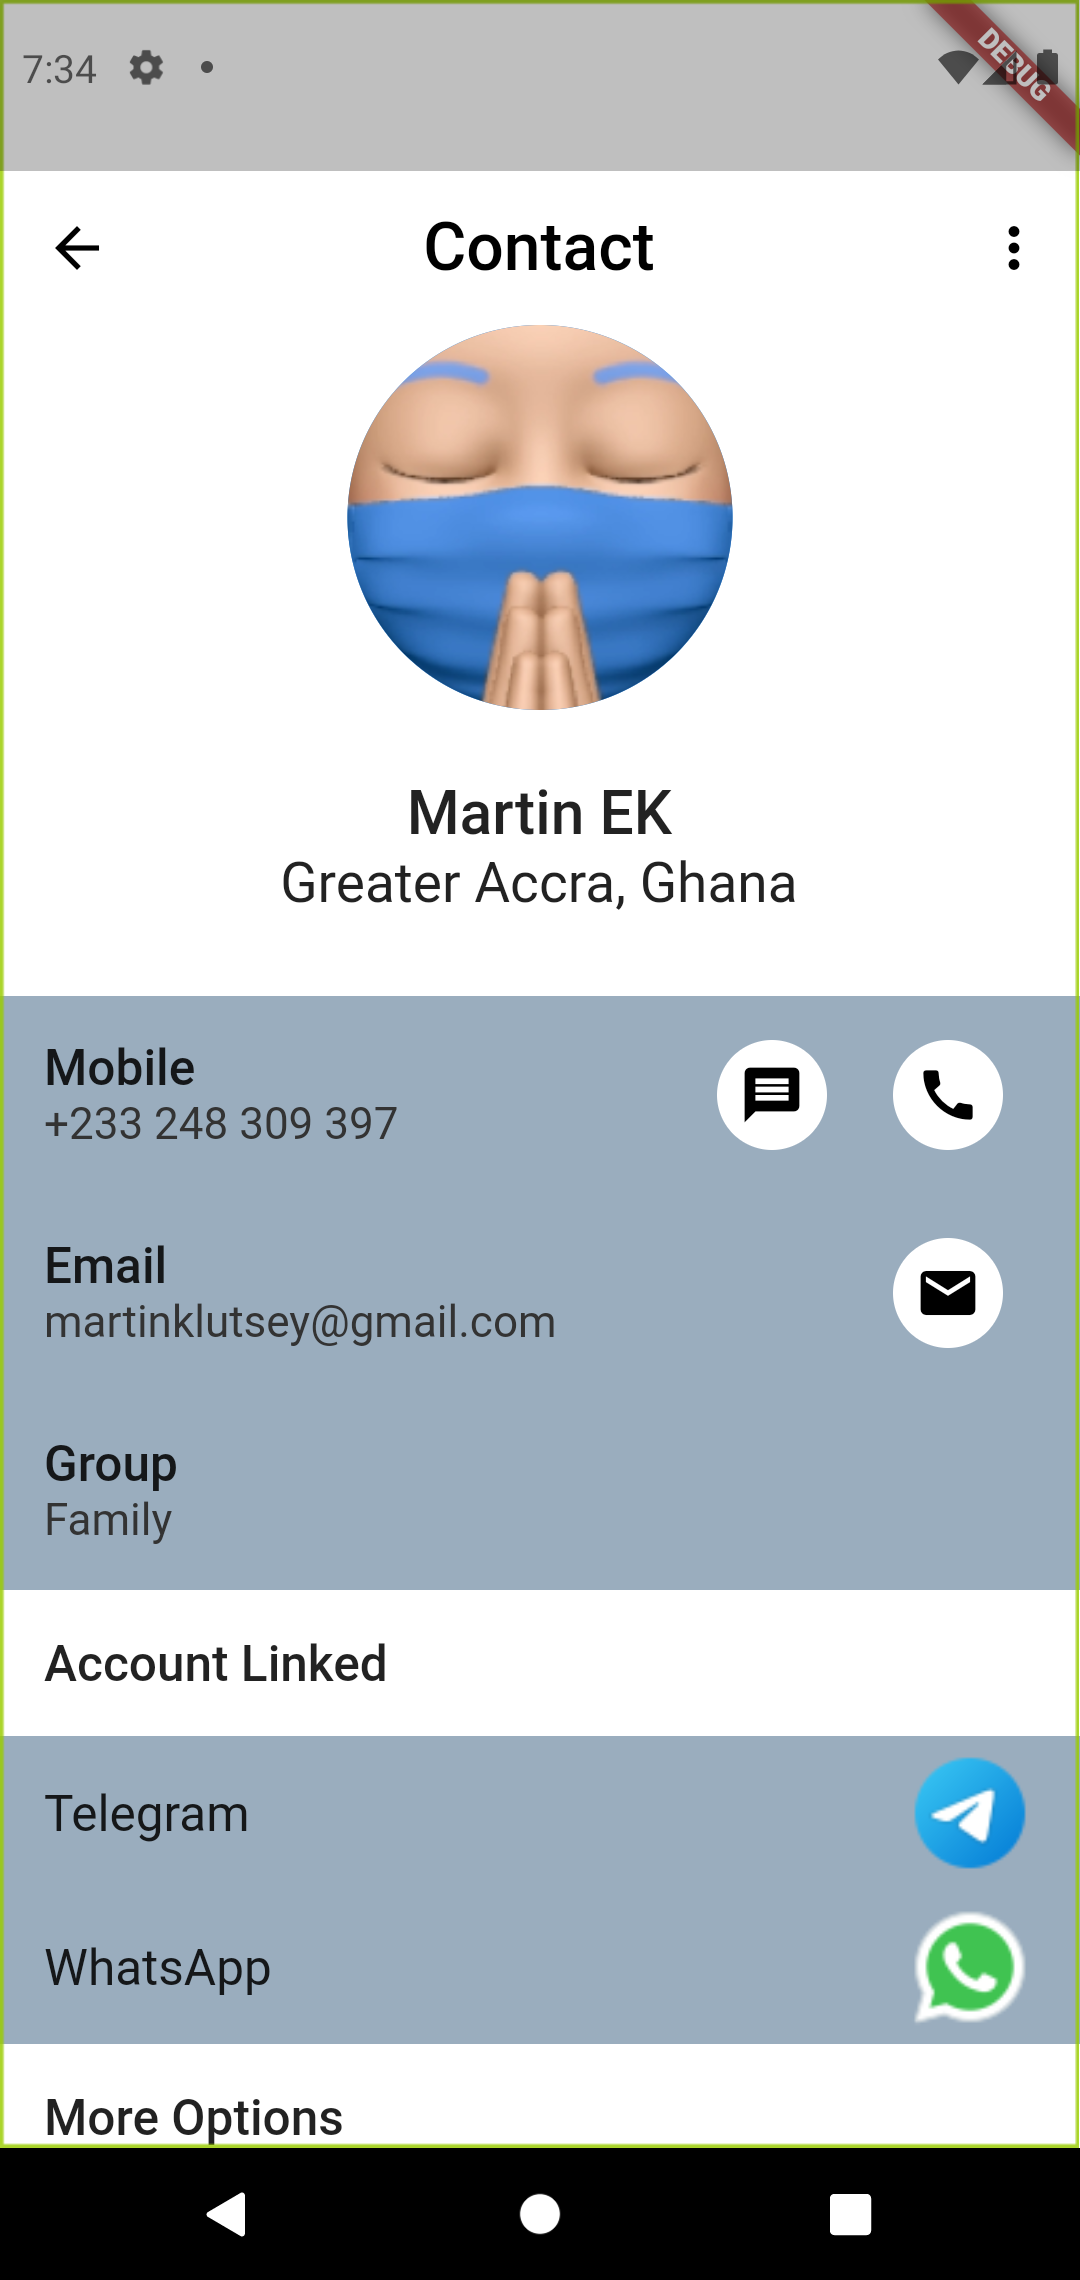 7:34
DEBUG
Contact
Martin EK
Greater Accra, Ghana
Mobile
+233 248 309 397
Email
martinklutsey@gmail.com
Group
Family
Account Linked
Telegram
WhatsApp
More Options